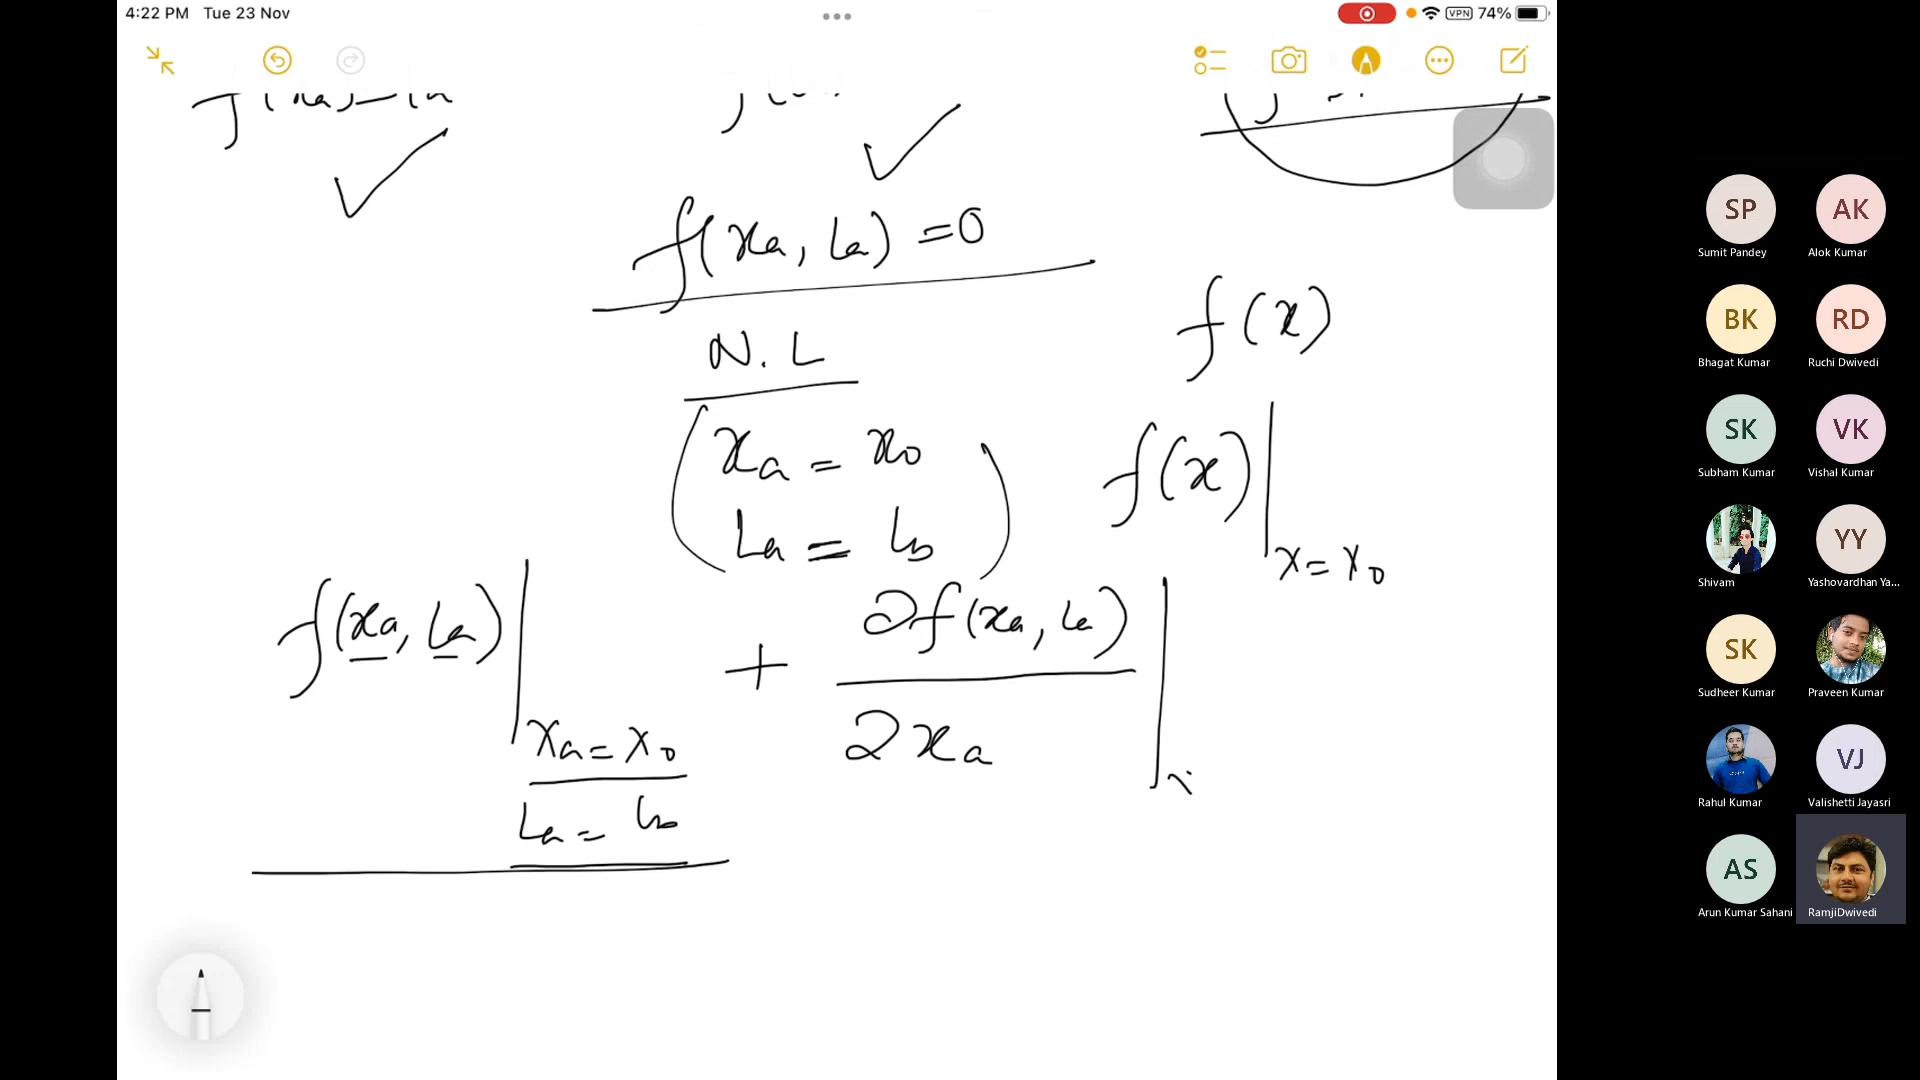 4:22 PM Tue 23 Nov
VPN 74%
f(xa, La) = 0
N.L
f(x)
xa = x0
La = L0
f(x)|
x = x0
f(xa, La)|
xa = x0
La = L0
+
∂f(xa, La)
∂xa
SP
Sumit Pandey
AK
Alok Kumar
BK
Bhagat Kumar
RD
Ruchi Dwivedi
SK
Subham Kumar
VK
Vishal Kumar
Shivam
YY
Yashovardhan Ya...
SK
Sudheer Kumar
Praveen Kumar
Rahul Kumar
VJ
Valishetti Jayasri
AS
Arun Kumar Sahani
RamjiDwivedi